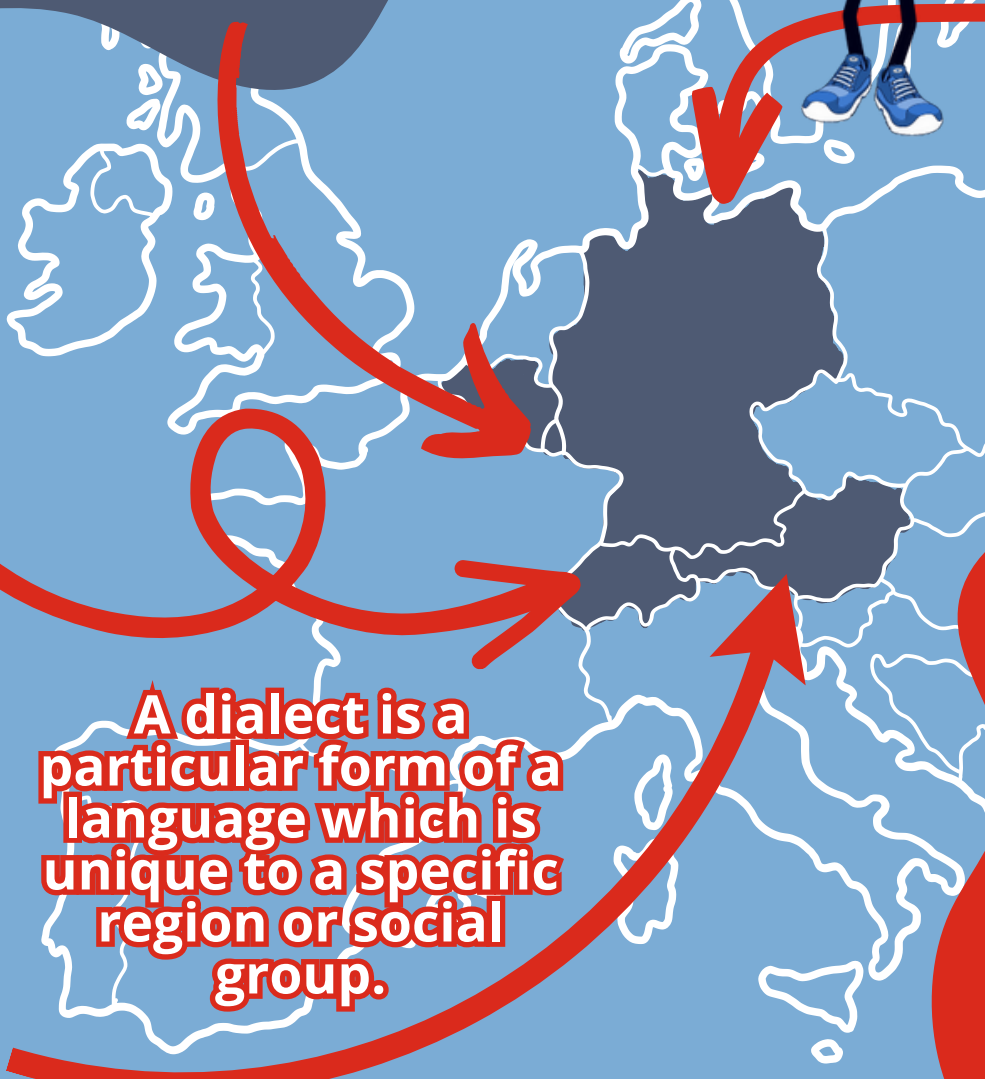 A dialect is a
particular form of a
language which is
unique to a specific
region or social
group.